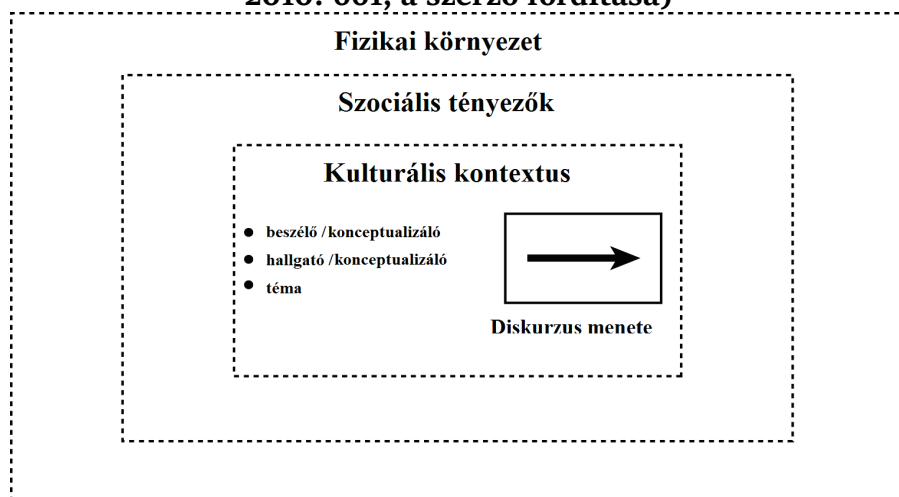 2010: 661, a szerző fordítása)
Fizikai környezet
Szociális tényezők
Kulturális kontextus
beszélő /konceptualizáló
hallgató /konceptualizáló
téma
Diskurzus menete